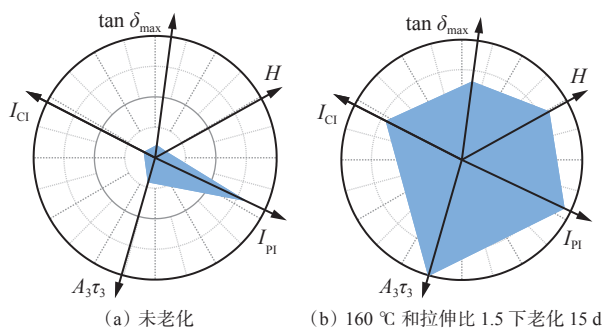 tan δmax
H
ICI
IPI
A3τ3
(a) 未老化
tan δmax
H
ICI
IPI
A3τ3
(b) 160 ℃ 和拉伸比 1.5 下老化 15 d